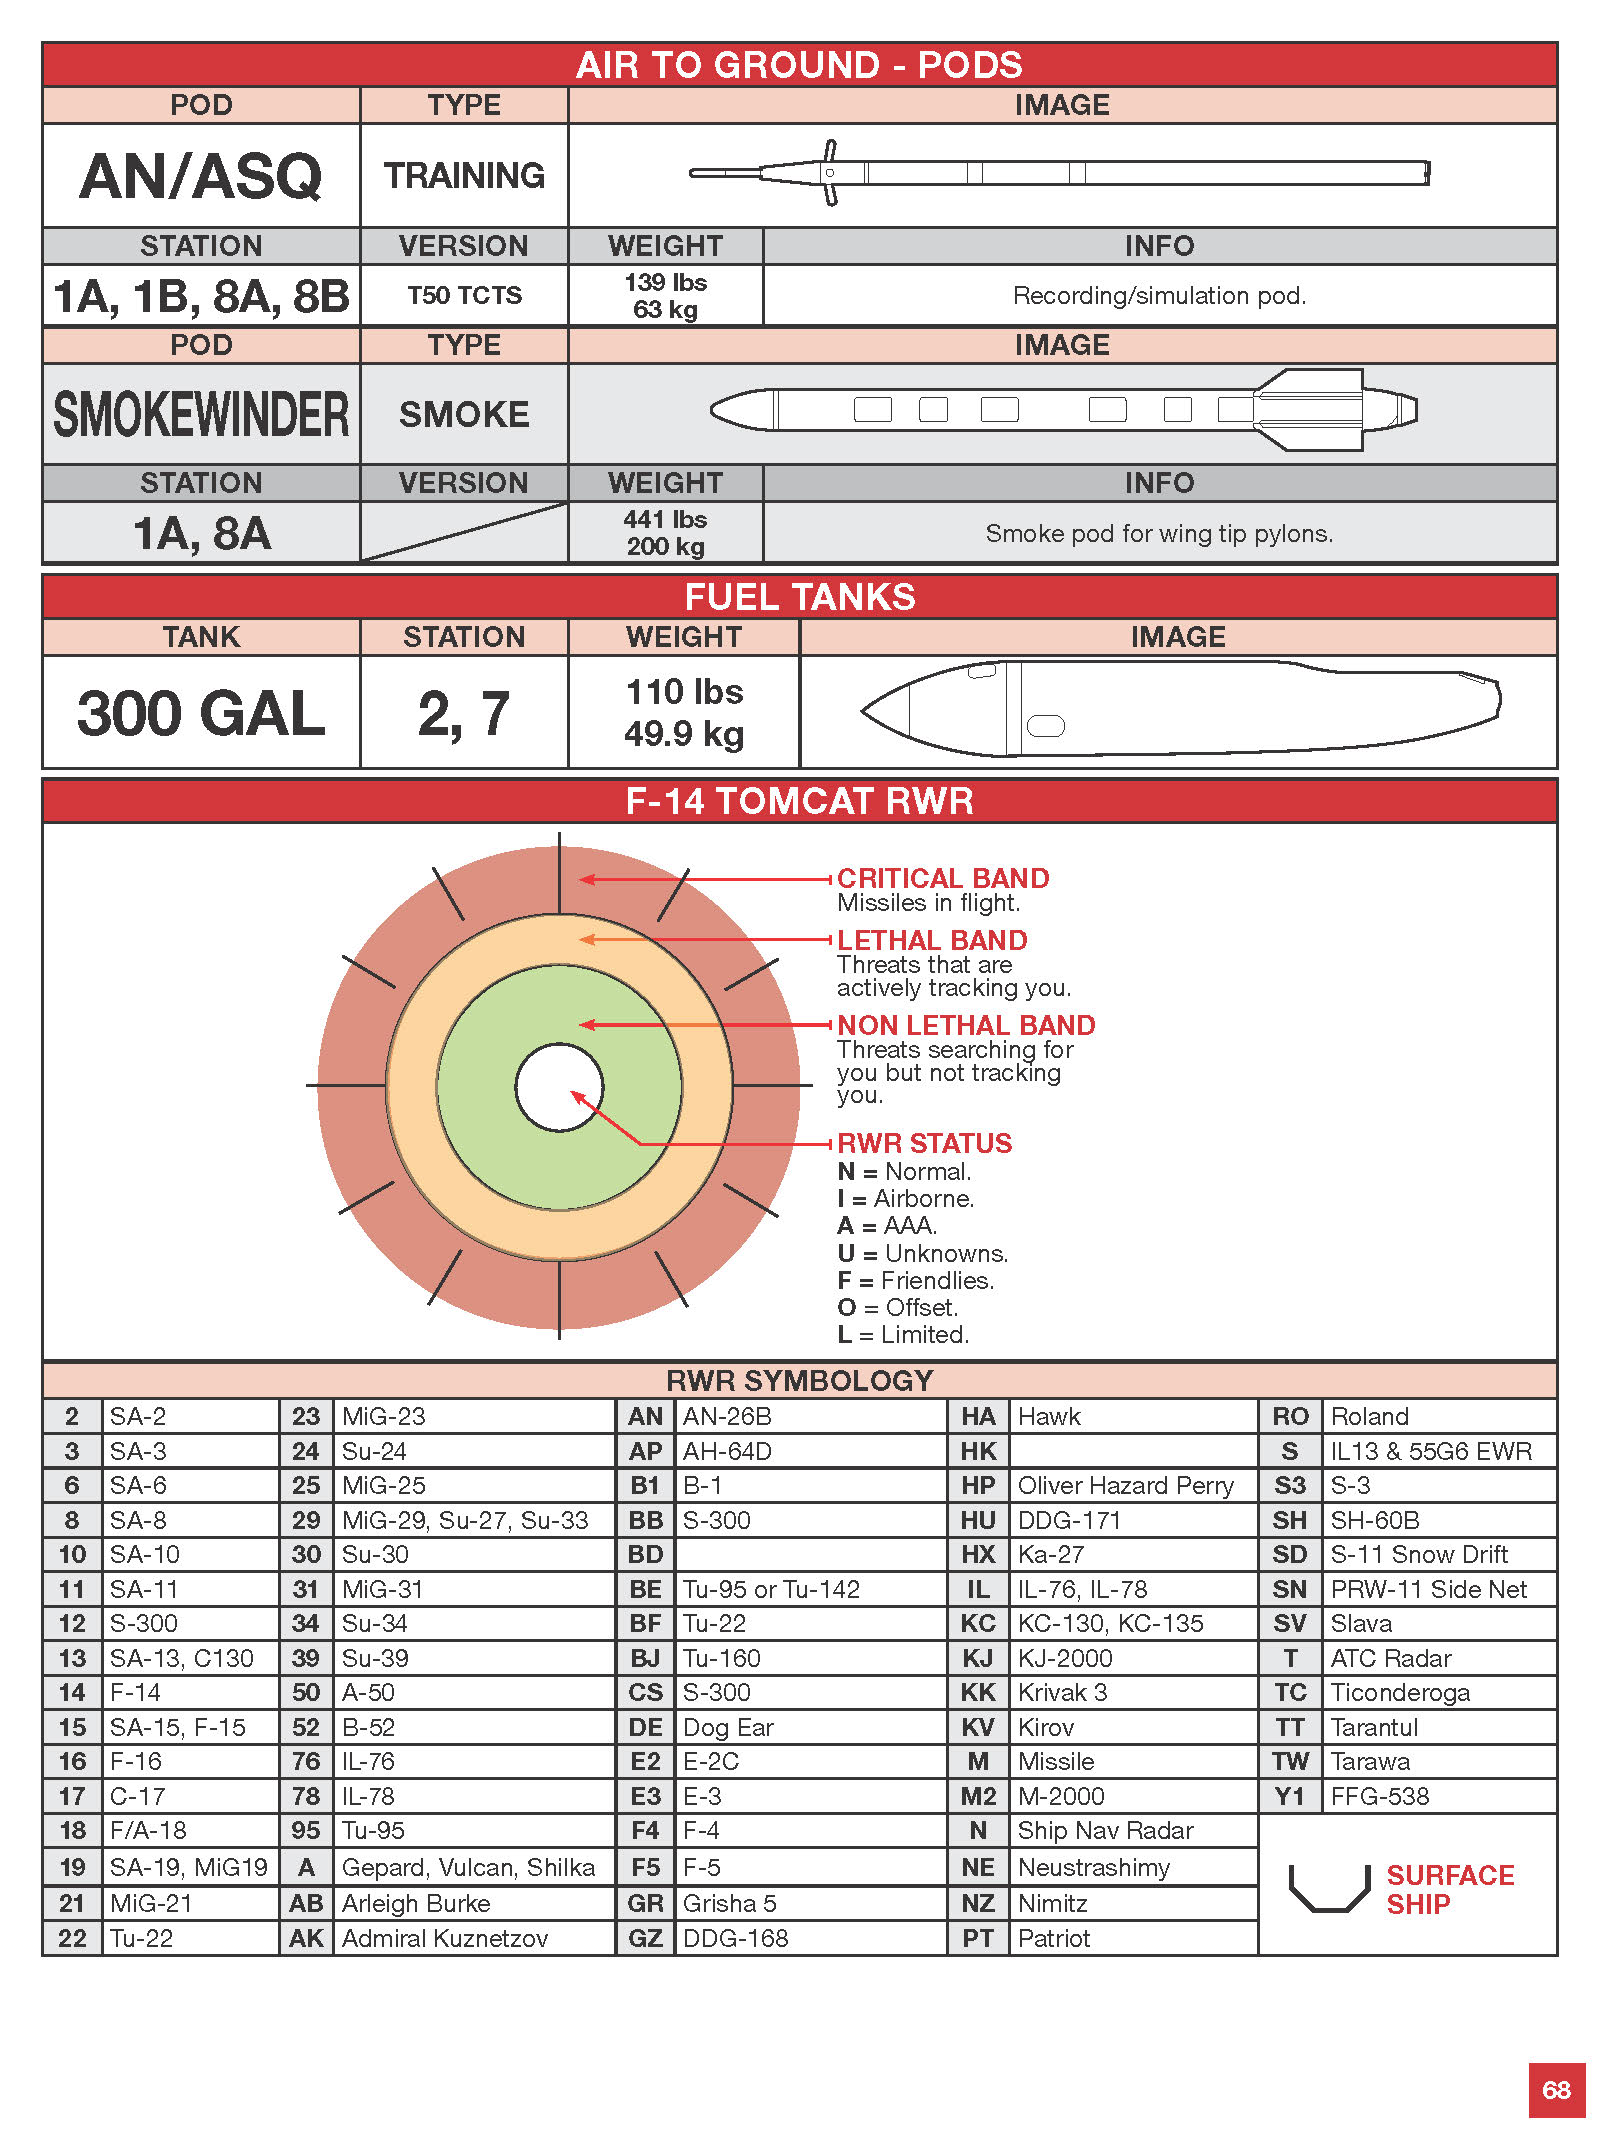 AIR TO GROUND - PODS
POD TYPE IMAGE
AN/ASQ TRAINING
STATION VERSION WEIGHT INFO
1A, 1B, 8A, 8B T50 TCTS 139 lbs 63 kg Recording/simulation pod.
POD TYPE IMAGE
SMOKEWINDER SMOKE
STATION VERSION WEIGHT INFO
1A, 8A 441 lbs 200 kg Smoke pod for wing tip pylons.
FUEL TANKS
TANK STATION WEIGHT IMAGE
300 GAL 2, 7 110 lbs 49.9 kg
F-14 TOMCAT RWR
CRITICAL BAND
Missiles in flight.
LETHAL BAND
Threats that are
actively tracking you.
NON LETHAL BAND
Threats searching for
you but not tracking
you.
RWR STATUS
N = Normal.
I = Airborne.
A = AAA.
U = Unknowns.
F = Friendlies.
O = Offset.
L = Limited.
RWR SYMBOLOGY
2 SA-2 23 MiG-23 AN AN-26B HA Hawk RO Roland
3 SA-3 24 Su-24 AP AH-64D HK S IL13 & 55G6 EWR
6 SA-6 25 MiG-25 B1 B-1 HP Oliver Hazard Perry S3 S-3
8 SA-8 29 MiG-29, Su-27, Su-33 BB S-300 HU DDG-171 SH SH-60B
10 SA-10 30 Su-30 BD HX Ka-27 SD S-11 Snow Drift
11 SA-11 31 MiG-31 BE Tu-95 or Tu-142 IL IL-76, IL-78 SN PRW-11 Side Net
12 S-300 34 Su-34 BF Tu-22 KC KC-130, KC-135 SV Slava
13 SA-13, C130 39 Su-39 BJ Tu-160 KJ KJ-2000 T ATC Radar
14 F-14 50 A-50 CS S-300 KK Krivak 3 TC Ticonderoga
15 SA-15, F-15 52 B-52 DE Dog Ear KV Kirov TT Tarantul
16 F-16 76 IL-76 E2 E-2C M Missile TW Tarawa
17 C-17 78 IL-78 E3 E-3 M2 M-2000 Y1 FFG-538
18 F/A-18 95 Tu-95 F4 F-4 N Ship Nav Radar
19 SA-19, MiG19 A Gepard, Vulcan, Shilka F5 F-5 NE Neustrashimy
21 MiG-21 AB Arleigh Burke GR Grisha 5 NZ Nimitz
22 Tu-22 AK Admiral Kuznetzov GZ DDG-168 PT Patriot
SURFACE
SHIP
68